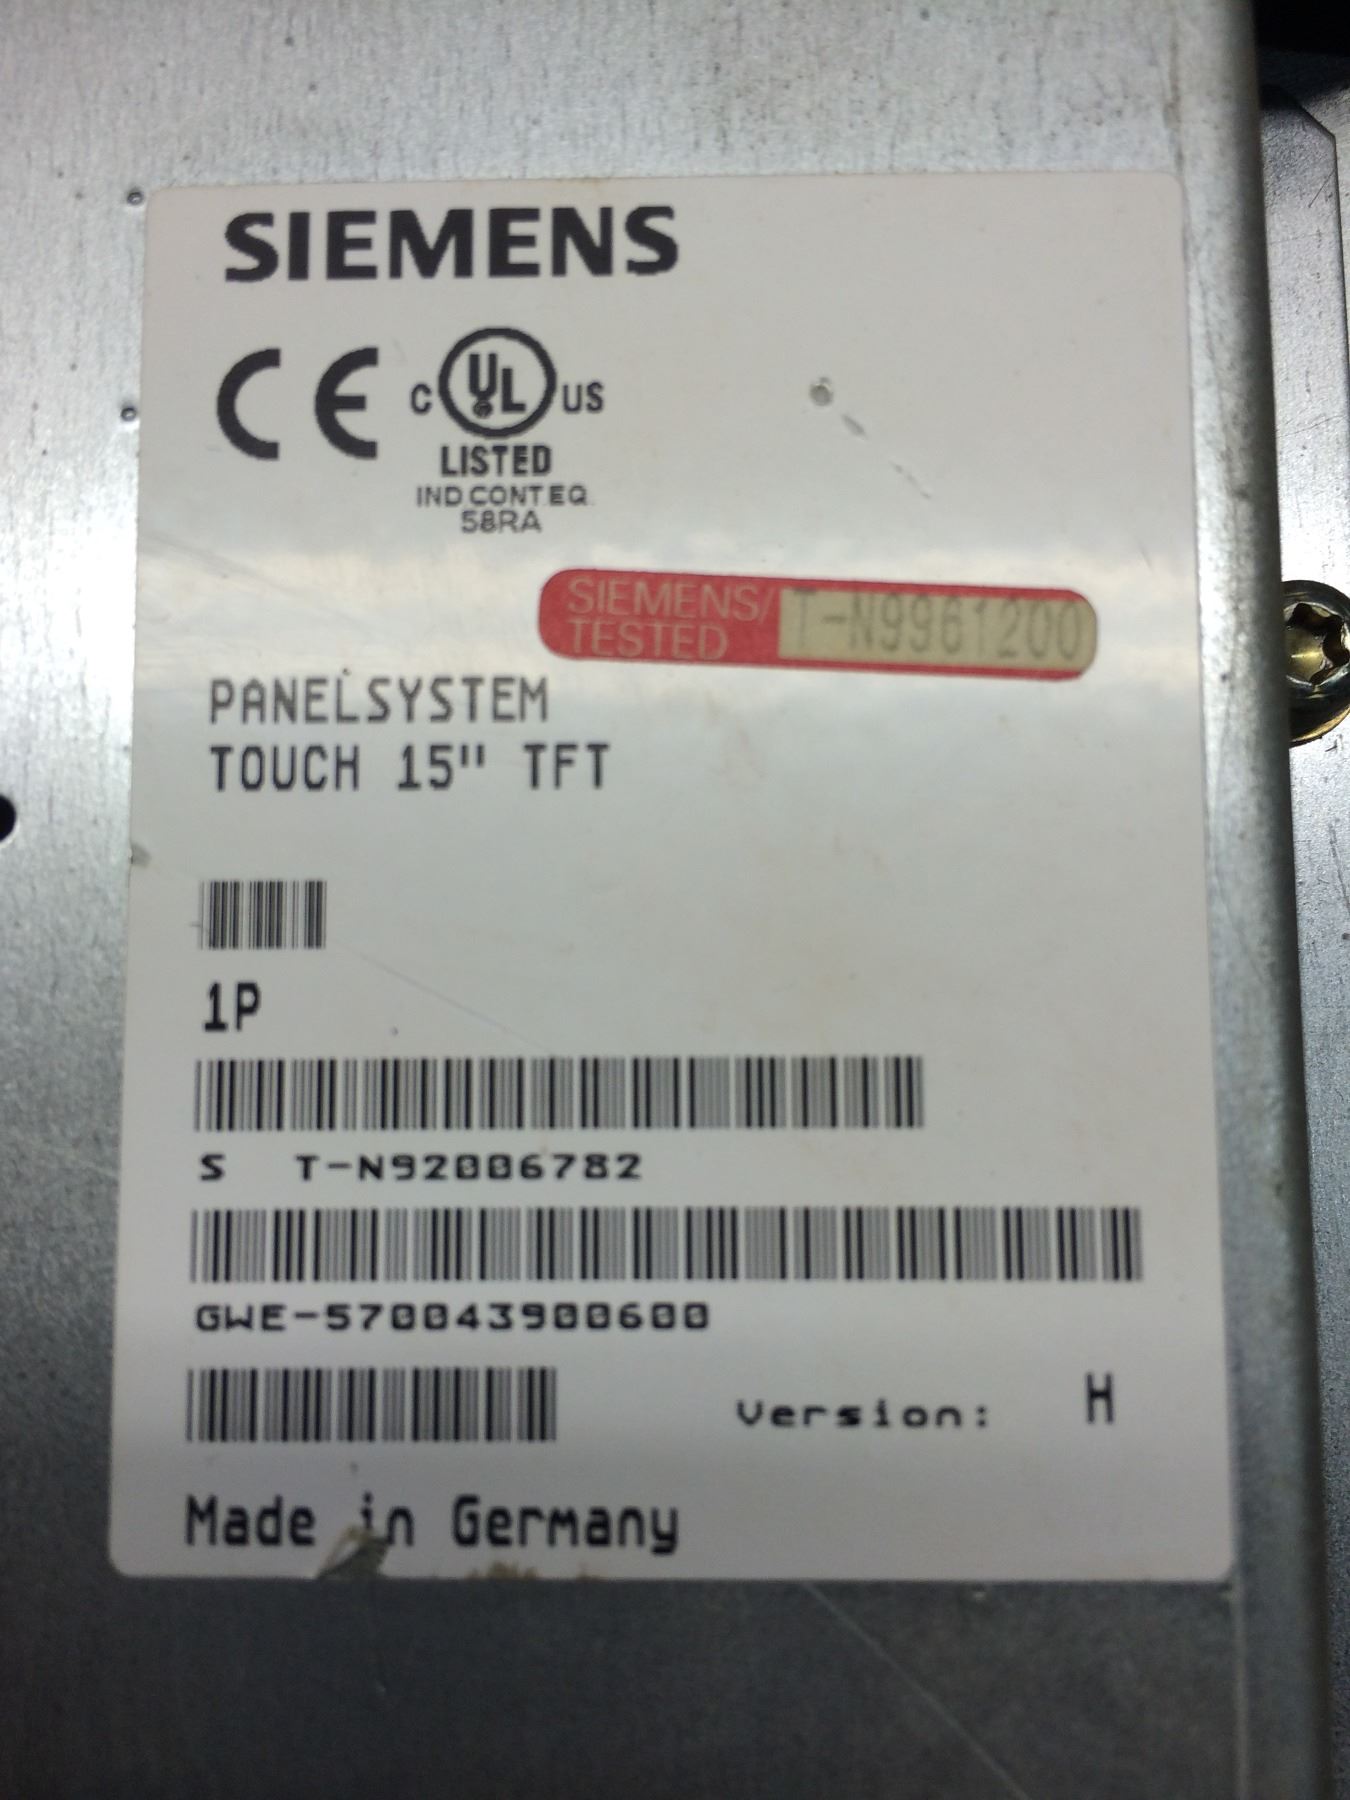 SIEMENS
CE C UL US
LISTED
IND CONT EQ.
58RA
SIEMENS/
TESTED
T-N9961200
PANELSYSTEM
TOUCH 15" TFT
1P
S T-N92006782
GWE-570043900600
Version: H
Made in Germany